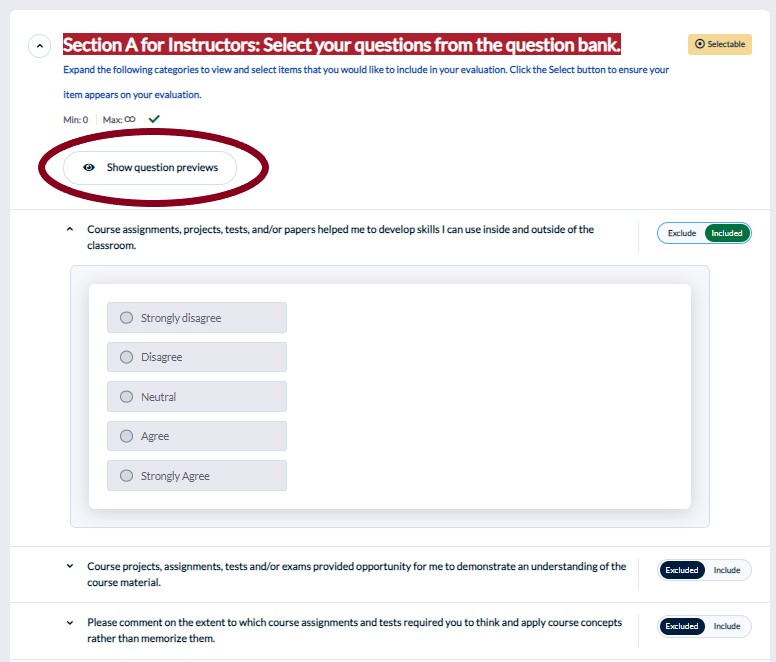 Section A for Instructors: Select your questions from the question bank.
Selectable
Expand the following categories to view and select items that you would like to include in your evaluation. Click the Select button to ensure your
item appears on your evaluation.
Min: 0 Max: ∞
Show question previews
Course assignments, projects, tests, and/or papers helped me to develop skills I can use inside and outside of the
classroom.
Exclude Included
Strongly disagree
Disagree
Neutral
Agree
Strongly Agree
Course projects, assignments, tests and/or exams provided opportunity for me to demonstrate an understanding of the
course material.
Excluded Include
Please comment on the extent to which course assignments and tests required you to think and apply course concepts
rather than memorize them.
Excluded Include